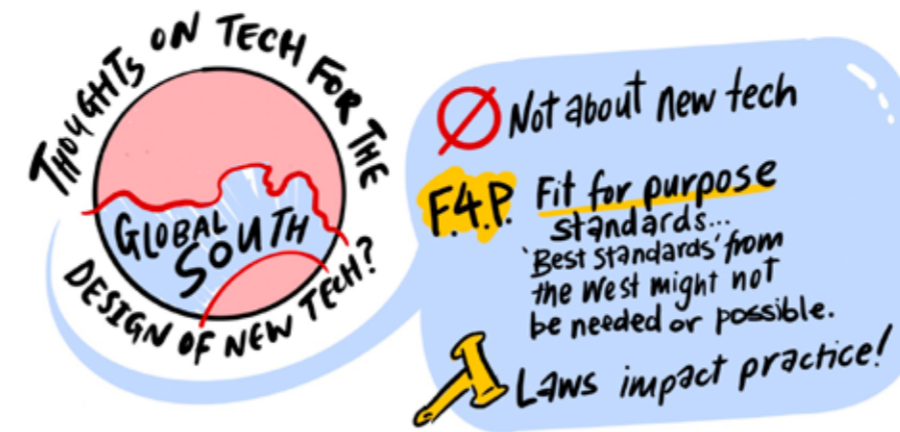 THOUGHTS ON TECH FOR THE
GLOBAL
SOUTH
DESIGN OF NEW TECH?
Not about new tech
F.4.P. Fit for purpose
standards...
'Best standards' from
the West might not
be needed or possible.
Laws impact practice!